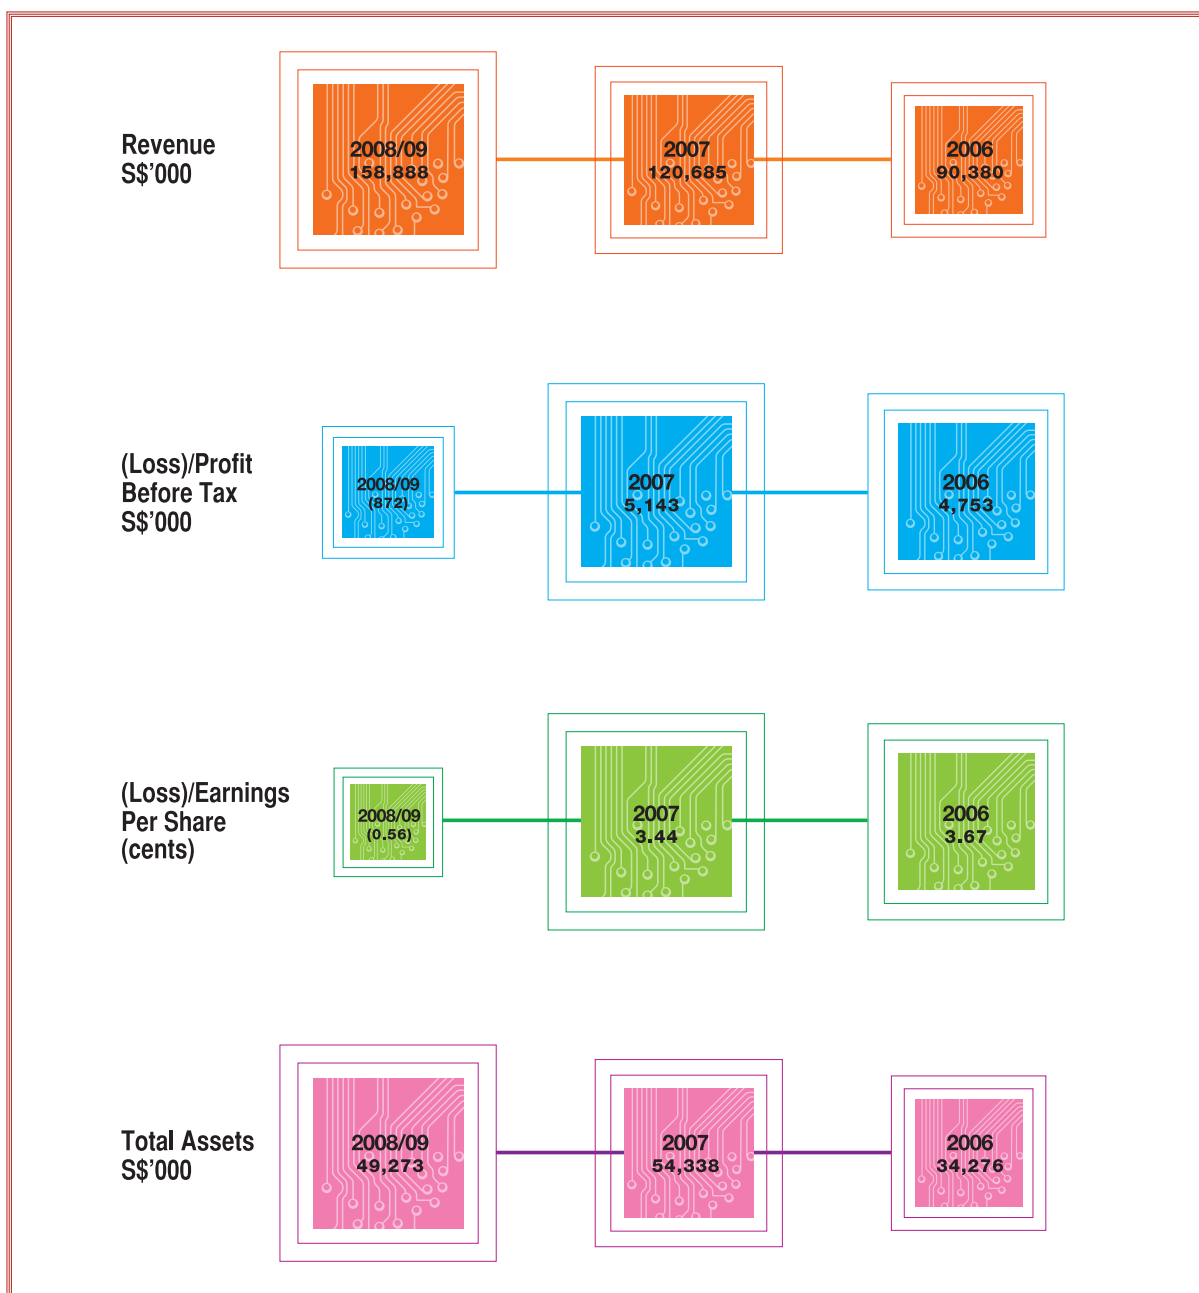 Revenue
S$'000
2008/09
158,888
2007
120,685
2006
90,380
(Loss)/Profit
Before Tax
S$'000
2008/09
(872)
2007
5,143
2006
4,753
(Loss)/Earnings
Per Share
(cents)
2008/09
(0.56)
2007
3.44
2006
3.67
Total Assets
S$'000
2008/09
49,273
2007
54,338
2006
34,276